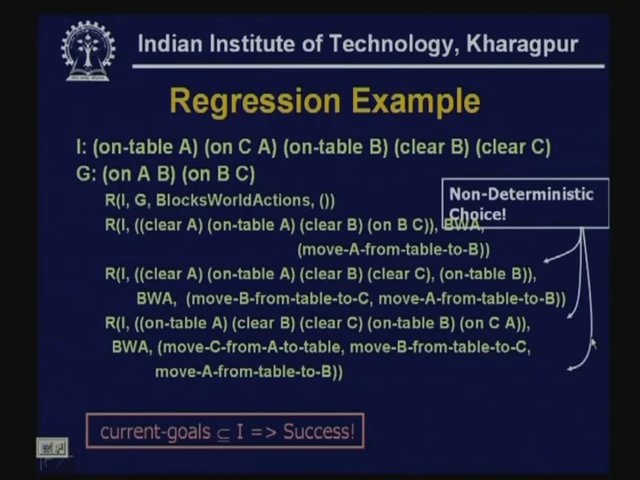 Indian Institute of Technology, Kharagpur
Regression Example
I: (on-table A) (on C A) (on-table B) (clear B) (clear C)
G: (on A B) (on B C)
Non-Deterministic
Choice!
R(I, G, BlocksWorldActions, ())
R(I, ((clear A) (on-table A) (clear B) (on B C)), BWA,
(move-A-from-table-to-B))
R(I, ((clear A) (on-table A) (clear B) (clear C), (on-table B)),
BWA, (move-B-from-table-to-C, move-A-from-table-to-B))
R(I, ((on-table A) (clear B) (clear C) (on-table B) (on C A)),
BWA, (move-C-from-A-to-table, move-B-from-table-to-C,
move-A-from-table-to-B))
current-goals ⊆ I => Success!